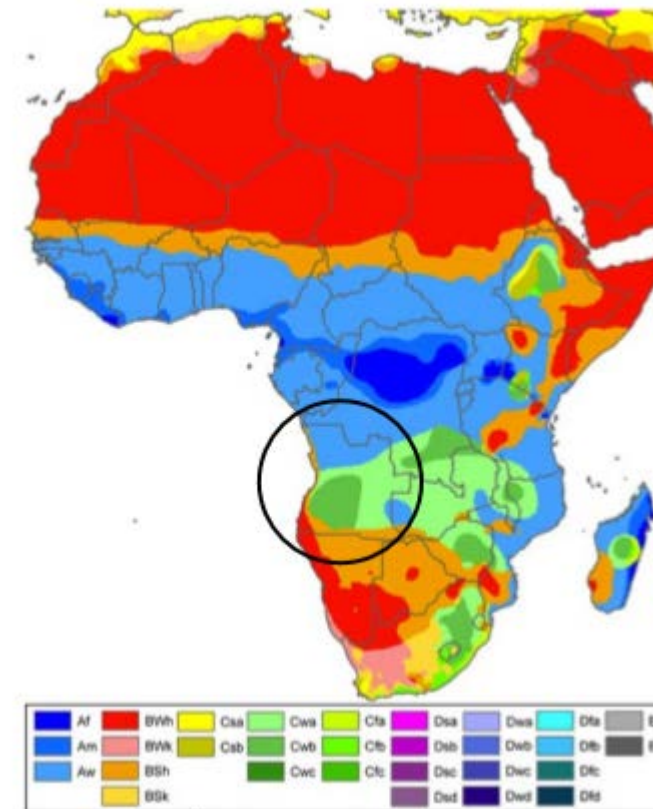 Af BWh Csa Cwa Cfa Dsa Dwa Dfa
Am BWk Csb Cwb Cfb Dsb Dwb Dfb
Aw BSh Cwc Cfc Dsc Dwc Dfc
BSk Dsd Dwd Dfd